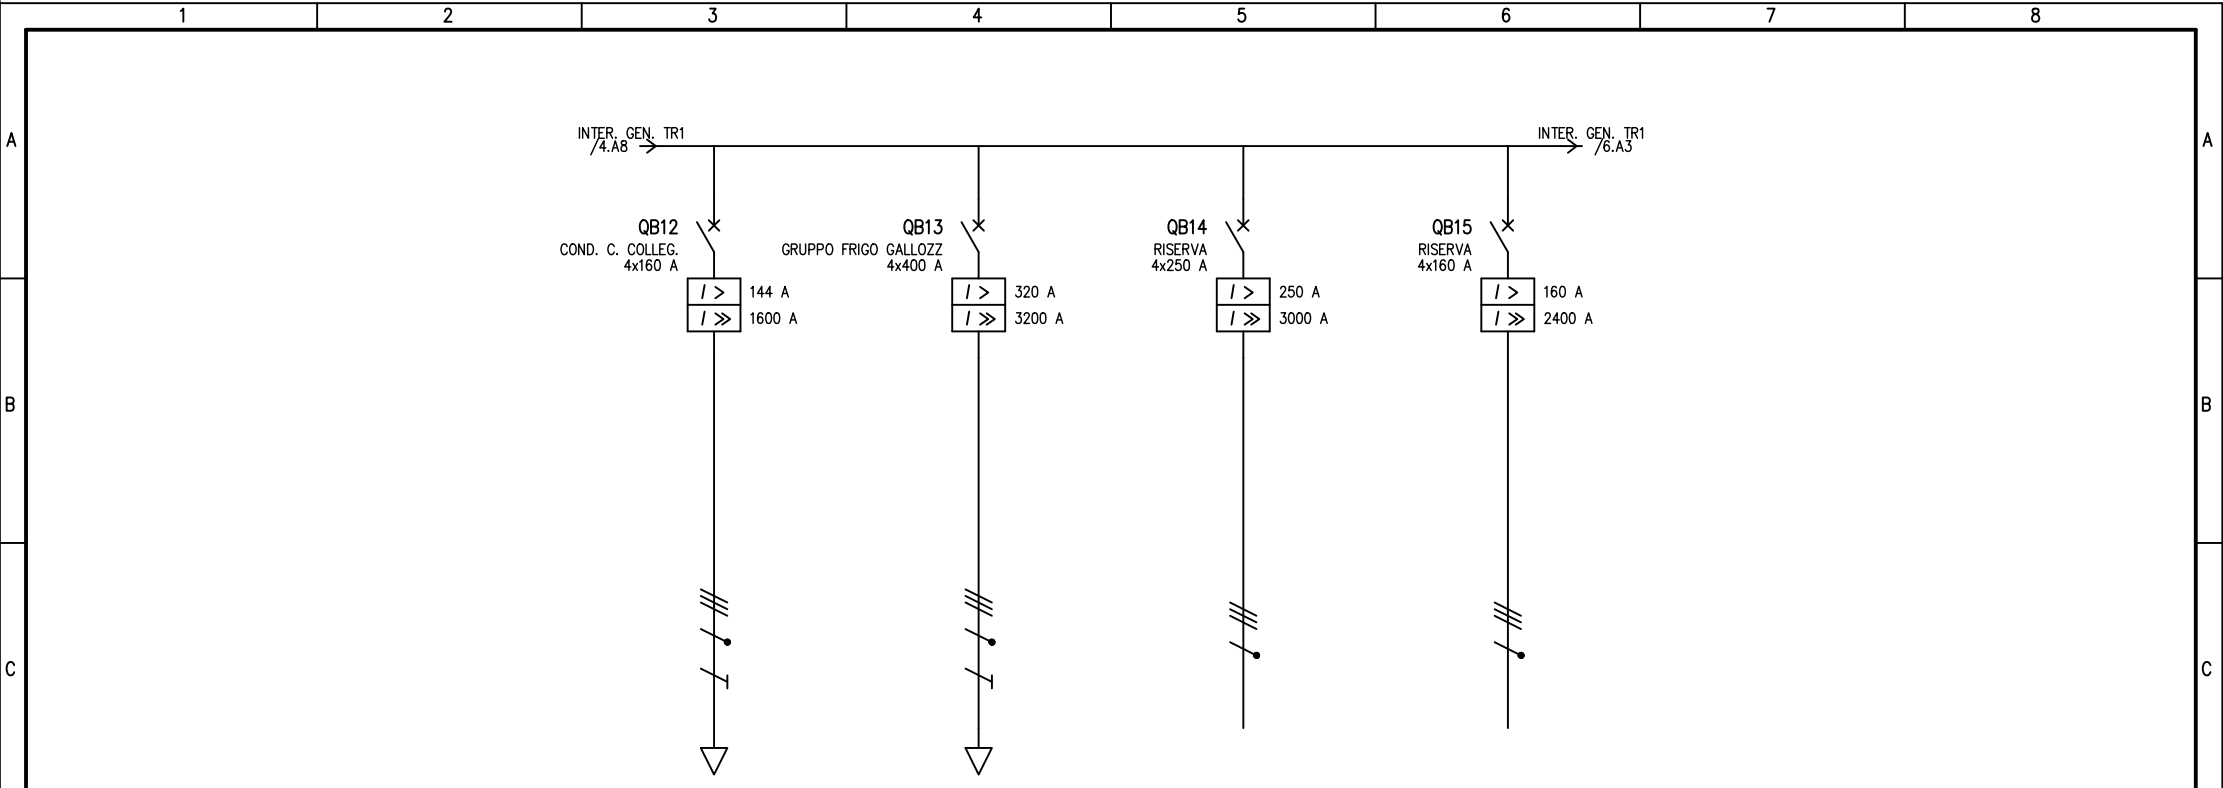 1 2 3 4 5 6 7 8
A A
INTER. GEN. TR1
/4.A8
INTER. GEN. TR1
/6.A3
QB12
COND. C. COLLEG.
4x160 A
QB13
GRUPPO FRIGO GALLOZZ
4x400 A
QB14
RISERVA
4x250 A
QB15
RISERVA
4x160 A
I > 144 A
I >> 1600 A
I > 320 A
I >> 3200 A
I > 250 A
I >> 3000 A
I > 160 A
I >> 2400 A
B B
C C